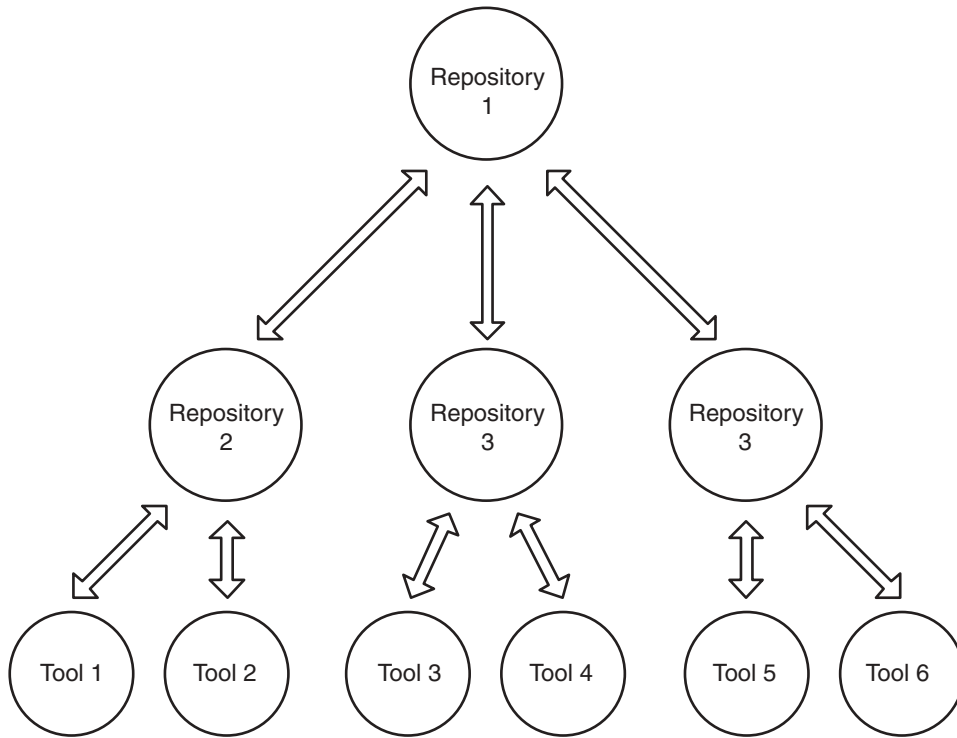 Repository
1
Repository
2
Repository
3
Repository
3
Tool 1
Tool 2
Tool 3
Tool 4
Tool 5
Tool 6